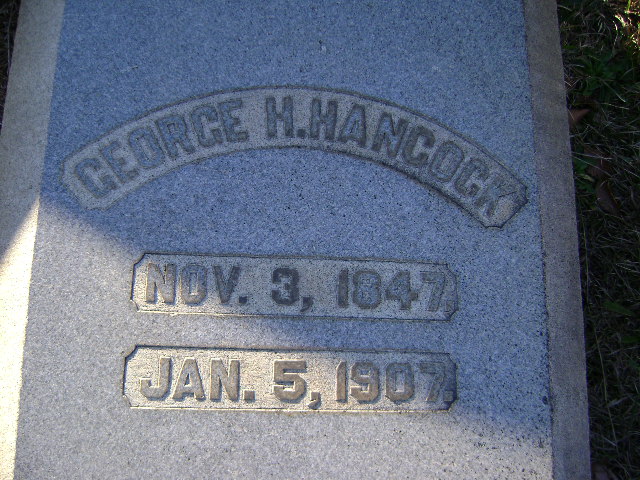 GEORGE H. HANCOCK
NOV. 3, 1847.
JAN. 5, 1907.